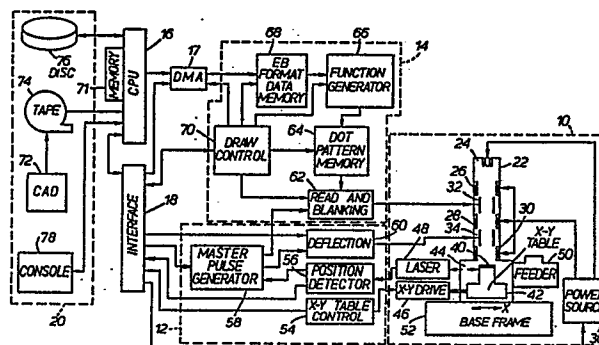 76
DISC
74
TAPE
72
CAD
78
CONSOLE
20
16
71
MEMORY
CPU
17
DMA
18
INTERFACE
68
EB
FORMAT
DATA
MEMORY
66
FUNCTION
GENERATOR
14
70
DRAW
CONTROL
64
DOT
PATTERN
MEMORY
62
READ AND
BLANKING
60
DEFLECTION
MASTER
PULSE
GENERATOR
58
56
POSITION
DETECTOR
54
X-Y TABLE
CONTROL
12
10
24
22
26
32
28
34
30
48
40
44
LASER
X-Y
TABLE
50
FEEDER
46
X-Y DRIVE
42
X
52
BASE FRAME
POWER
SOURCE